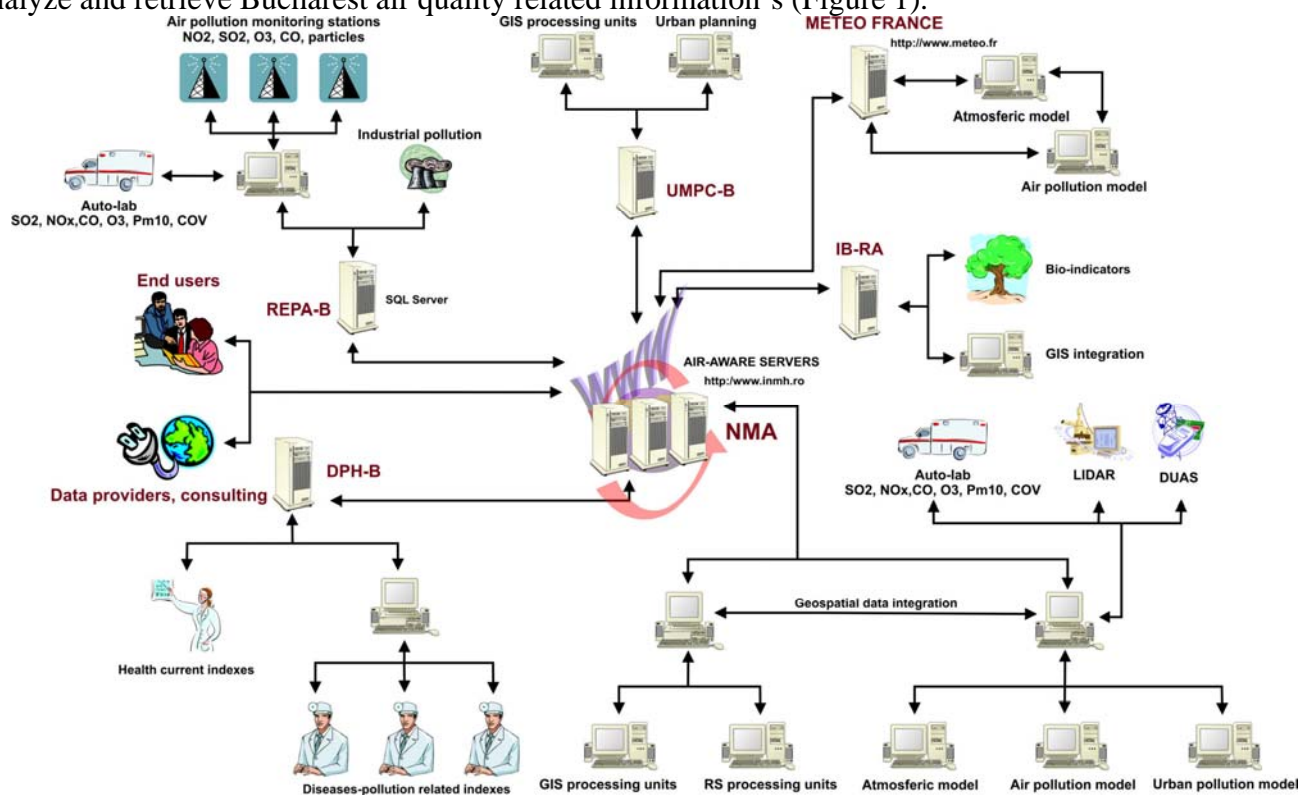 analyze and retrieve Bucharest air quality related information's (Figure 1).
Air pollution monitoring stations
NO2, SO2, O3, CO, particles
GIS processing units
Urban planning
METEO FRANCE
http://www.meteo.fr
Atmosferic model
Air pollution model
Industrial pollution
Auto-lab
SO2, NOx,CO, O3, Pm10, COV
UMPC-B
IB-RA
Bio-indicators
GIS integration
End users
REPA-B
SQL Server
WWW
AIR-AWARE SERVERS
http:/www.inmh.ro
NMA
Data providers, consulting
DPH-B
Auto-lab
SO2, NOx,CO, O3, Pm10, COV
LIDAR
DUAS
Health current indexes
Geospatial data integration
Diseases-pollution related indexes
GIS processing units
RS processing units
Atmosferic model
Air pollution model
Urban pollution model